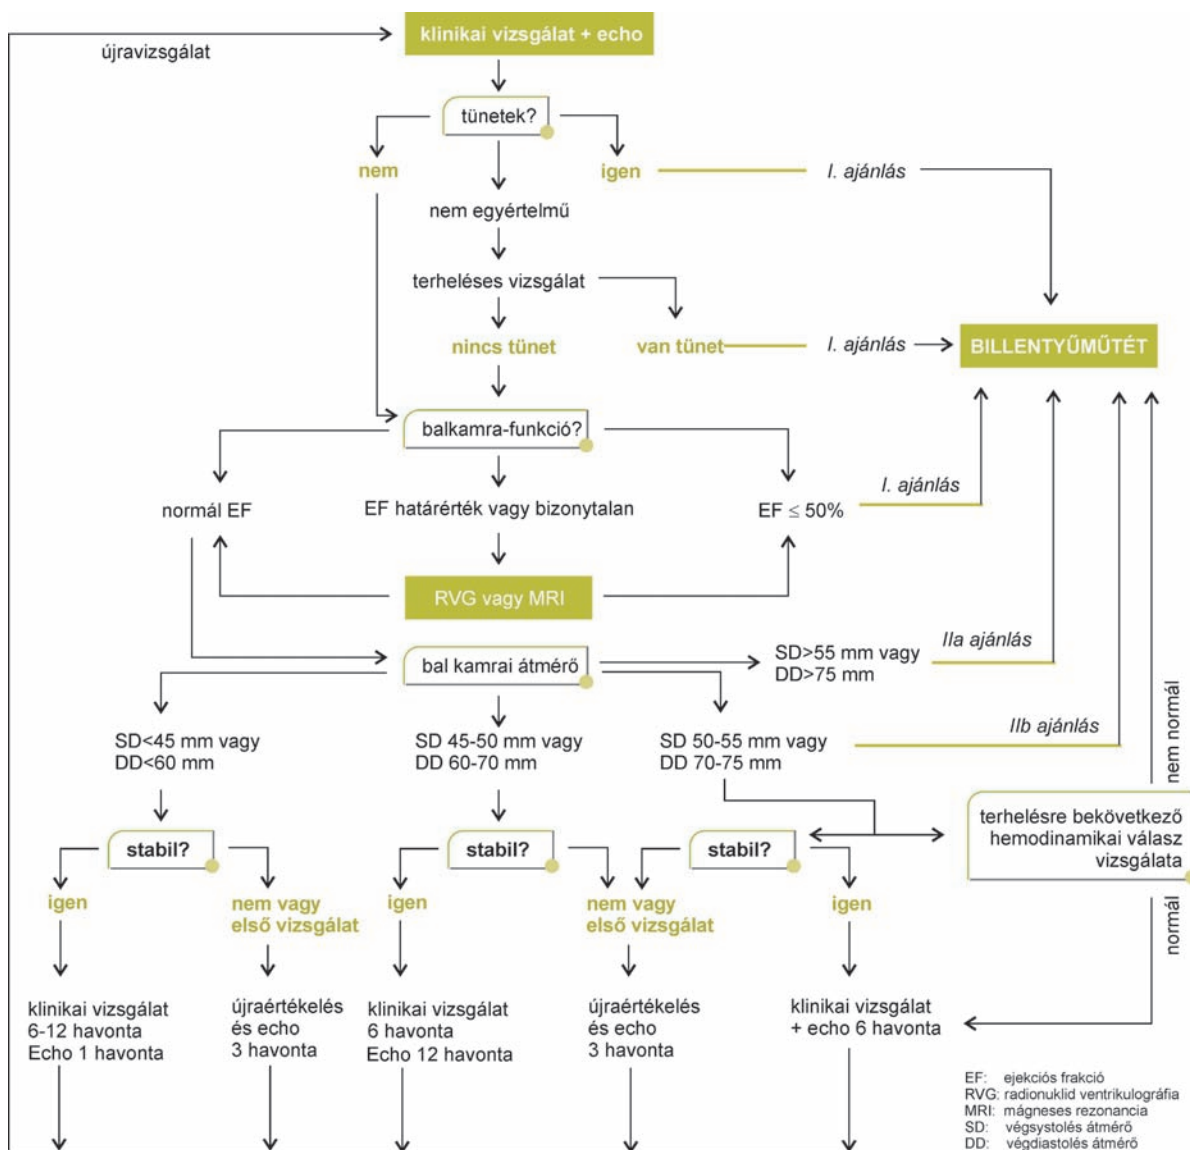 klinikai vizsgálat + echo
újravizsgálat
tünetek?
nem
igen
I. ajánlás
nem egyértelmű
terheléses vizsgálat
nincs tünet
van tünet
I. ajánlás
BILLENTYŰMŰTÉT
balkamra-funkció?
normál EF
EF határérték vagy bizonytalan
EF ≤ 50%
I. ajánlás
RVG vagy MRI
bal kamrai átmérő
SD>55 mm vagy
DD>75 mm
IIa ajánlás
SD<45 mm vagy
DD<60 mm
SD 45-50 mm vagy
DD 60-70 mm
SD 50-55 mm vagy
DD 70-75 mm
IIb ajánlás
nem normál
stabil?
stabil?
stabil?
terhelésre bekövetkező
hemodinamikai válasz
vizsgálata
igen
nem vagy
első vizsgálat
igen
nem vagy
első vizsgálat
igen
normál
klinikai vizsgálat
6-12 havonta
Echo 1 havonta
újraértékelés
és echo
3 havonta
klinikai vizsgálat
6 havonta
Echo 12 havonta
újraértékelés
és echo
3 havonta
klinikai vizsgálat
+ echo 6 havonta
EF: ejekciós frakció
RVG: radionuklid ventrikulográfia
MRI: mágneses rezonancia
SD: végsystolés átmérő
DD: végdiastolés átmérő